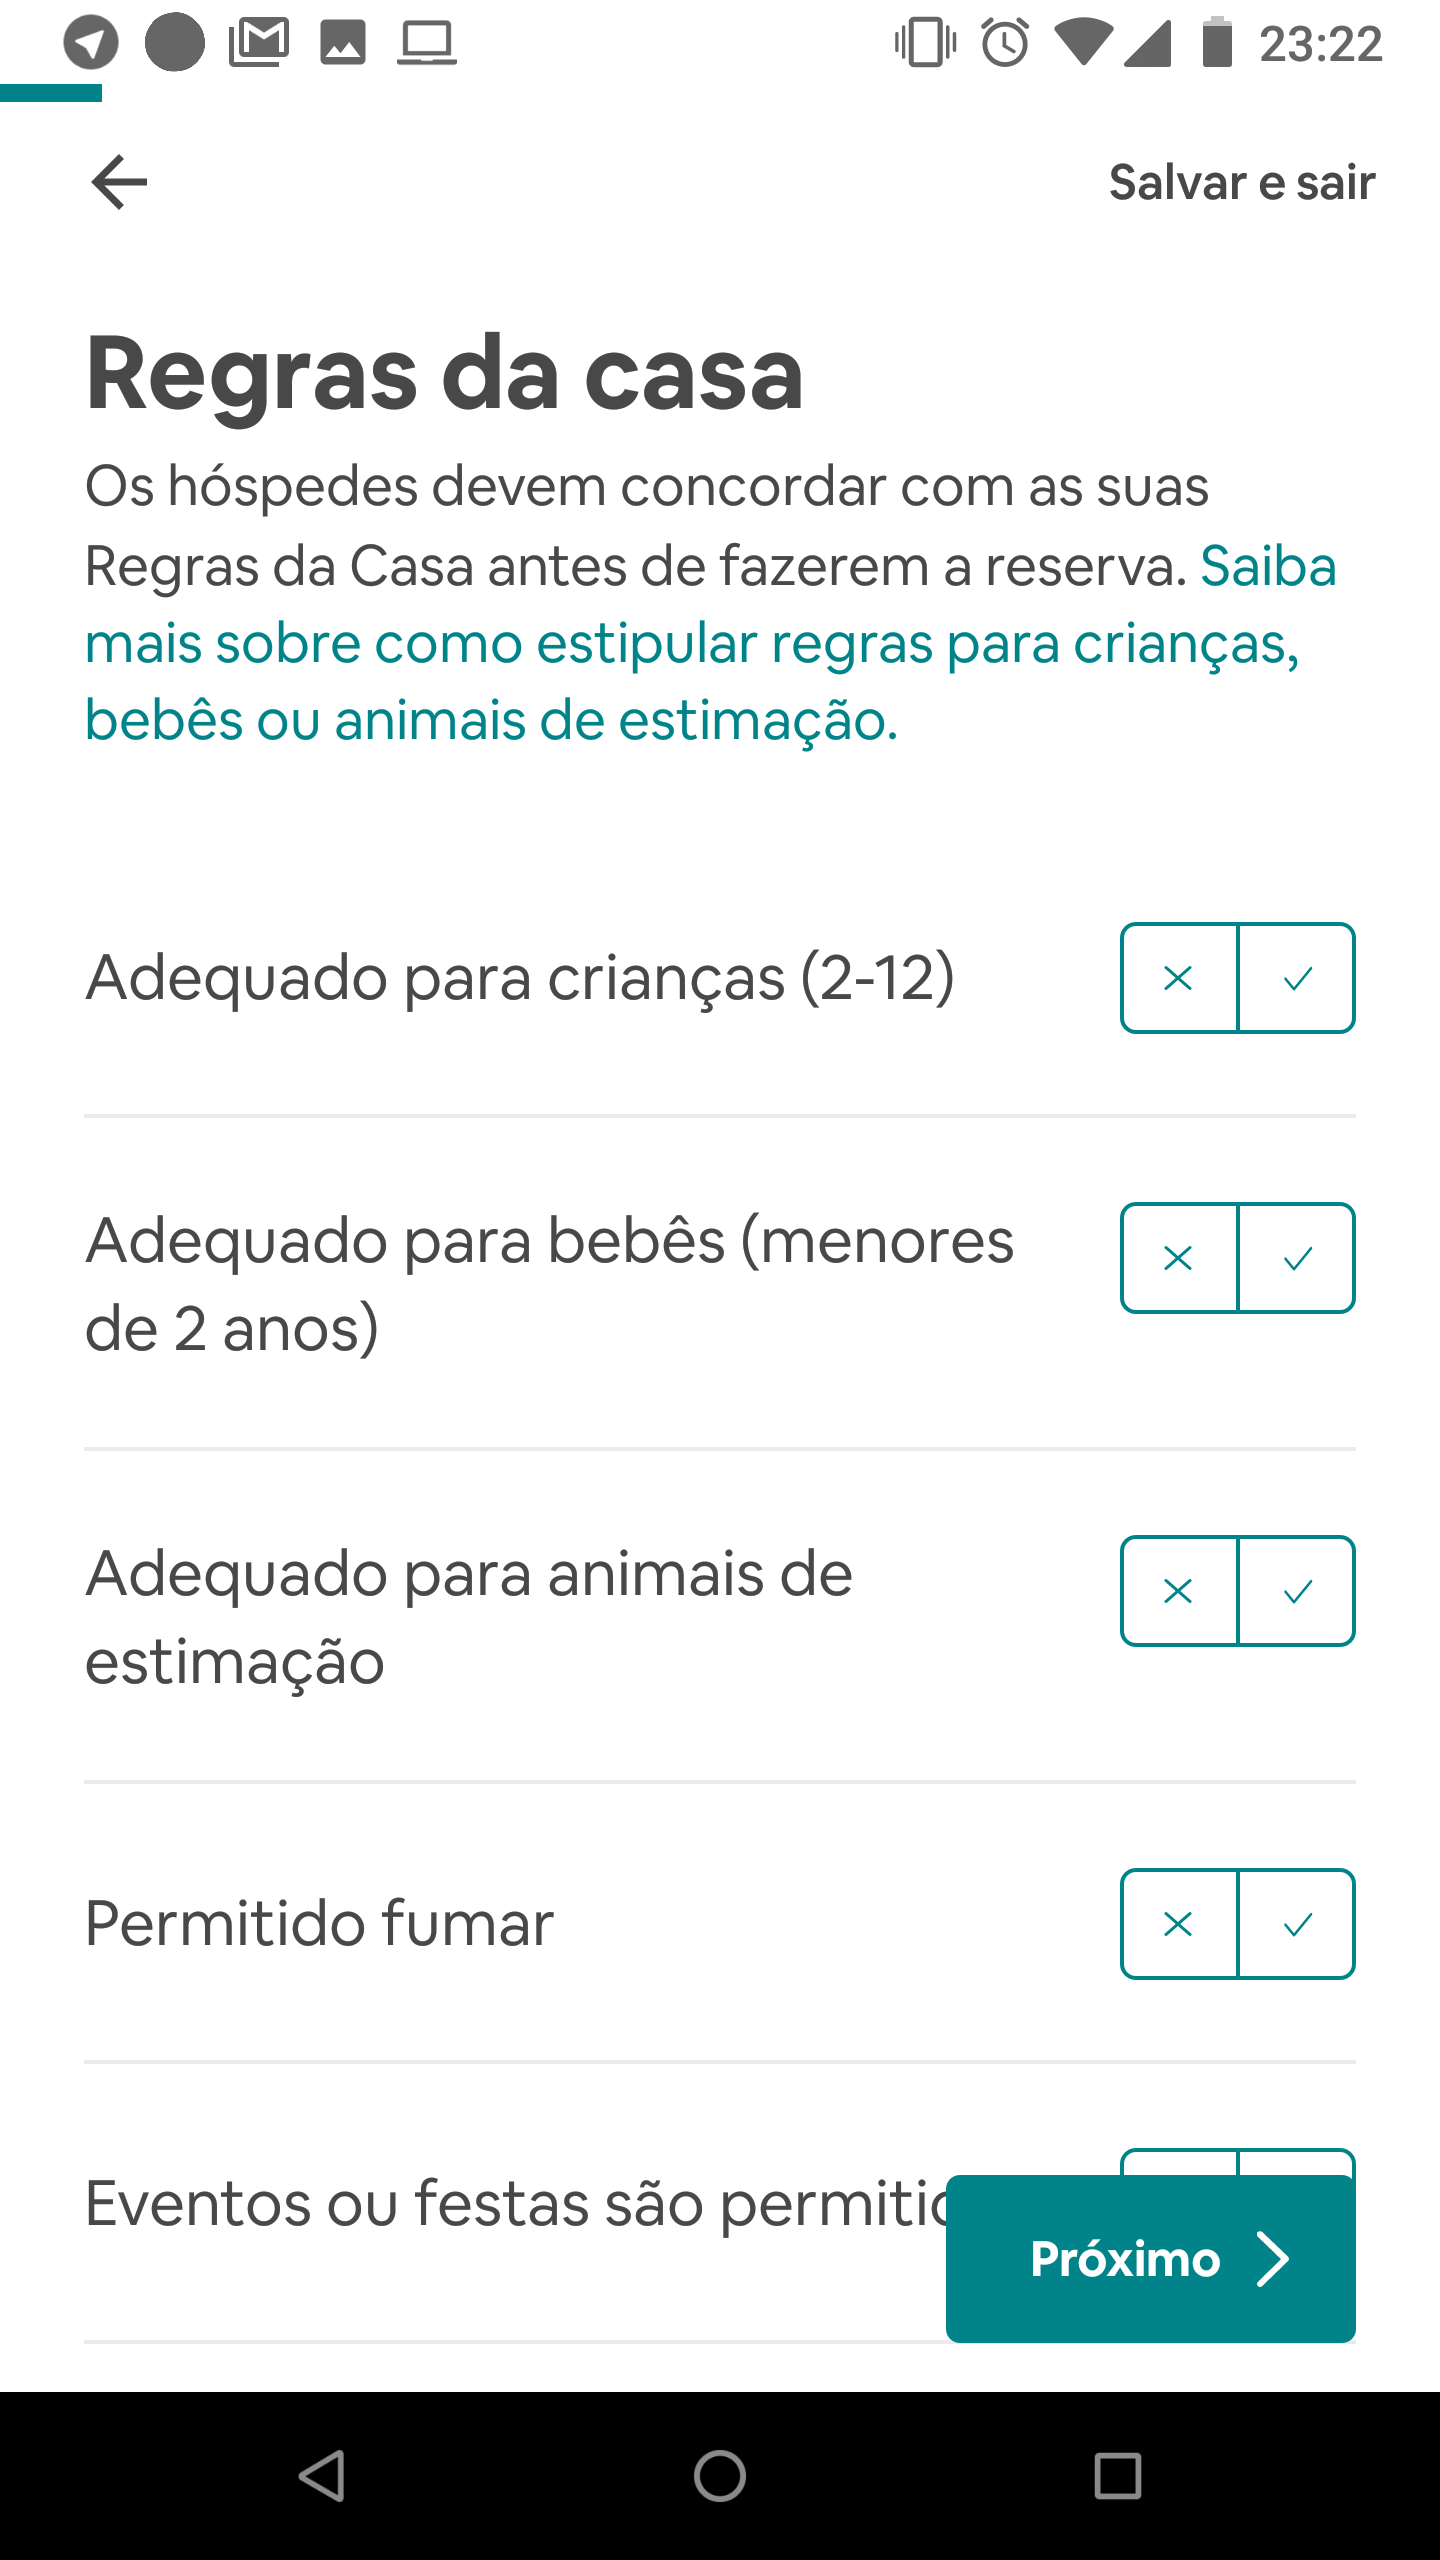 23:22
Salvar e sair
Regras da casa
Os hóspedes devem concordar com as suas
Regras da Casa antes de fazerem a reserva. Saiba
mais sobre como estipular regras para crianças,
bebês ou animais de estimação.
Adequado para crianças (2-12)
Adequado para bebês (menores
de 2 anos)
Adequado para animais de
estimação
Permitido fumar
Eventos ou festas são
Próximo